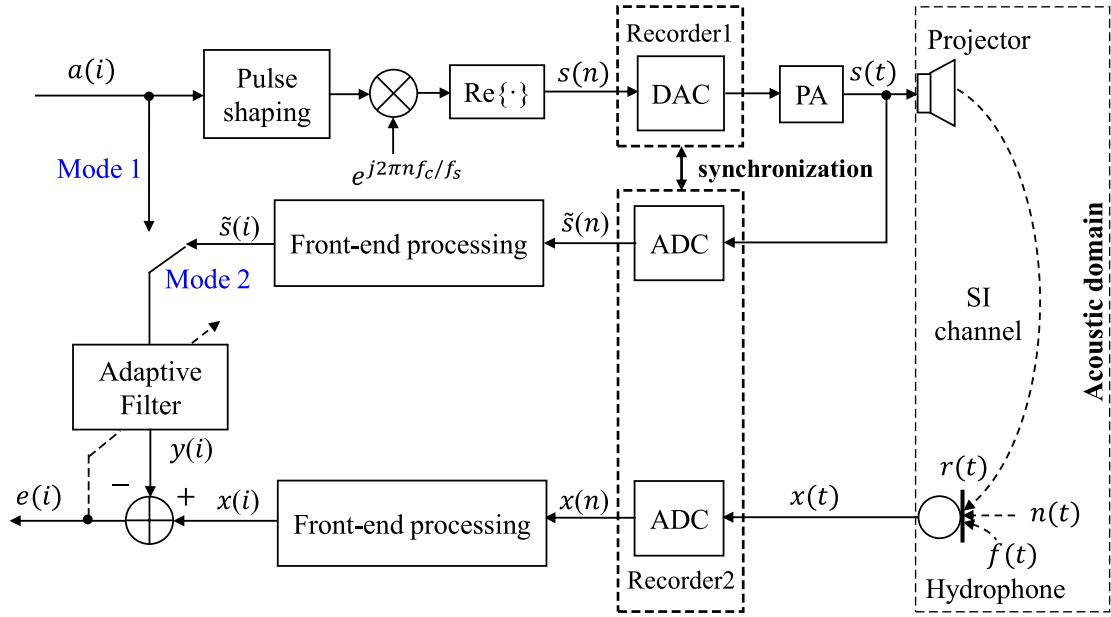 Recorder1
Projector
a(i)
Pulse
shaping
Re{·}
s(n)
DAC
PA
s(t)
Mode 1
e^{j2πnf_c/f_s}
synchronization
s̃(i)
Front-end processing
s̃(n)
ADC
Mode 2
SI
channel
Acoustic domain
Adaptive
Filter
y(i)
r(t)
e(i)
−
+
x(i)
Front-end processing
x(n)
ADC
x(t)
n(t)
f(t)
Recorder2
Hydrophone